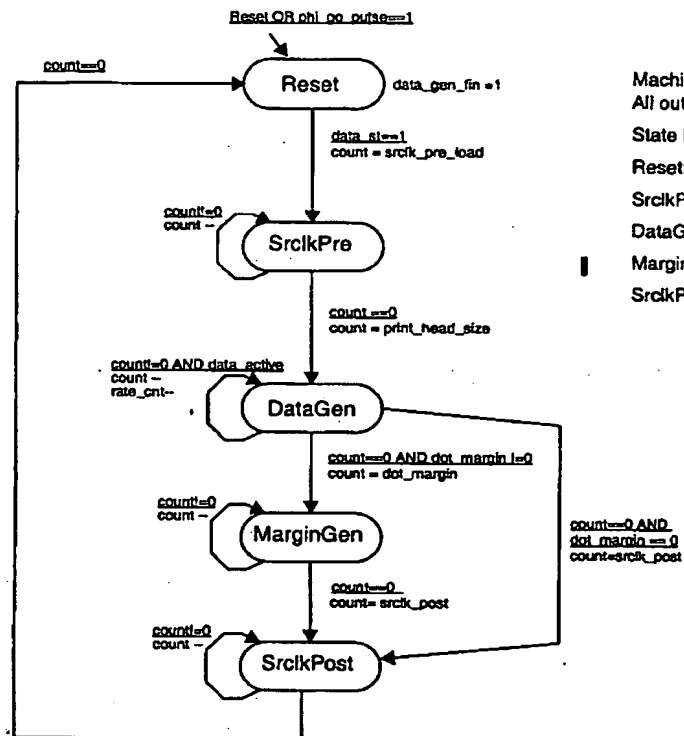 Reset OR phi_go_pulse==1
count==0
Reset
data_gen_fin =1
data_st==1
count = srclk_pre_load
count!=0
count --
SrclkPre
count ==0
count = print_head_size
count!=0 AND data_active
count --
rate_cnt--
DataGen
count==0 AND dot_margin !=0
count = dot_margin
count!=0
count --
MarginGen
count==0 AND
dot_margin == 0
count=srclk_post
count==0
count= srclk_post
count!=0
count --
SrclkPost
Machi
All out
State
Reset
SrclkP
DataG
Margin
SrclkP